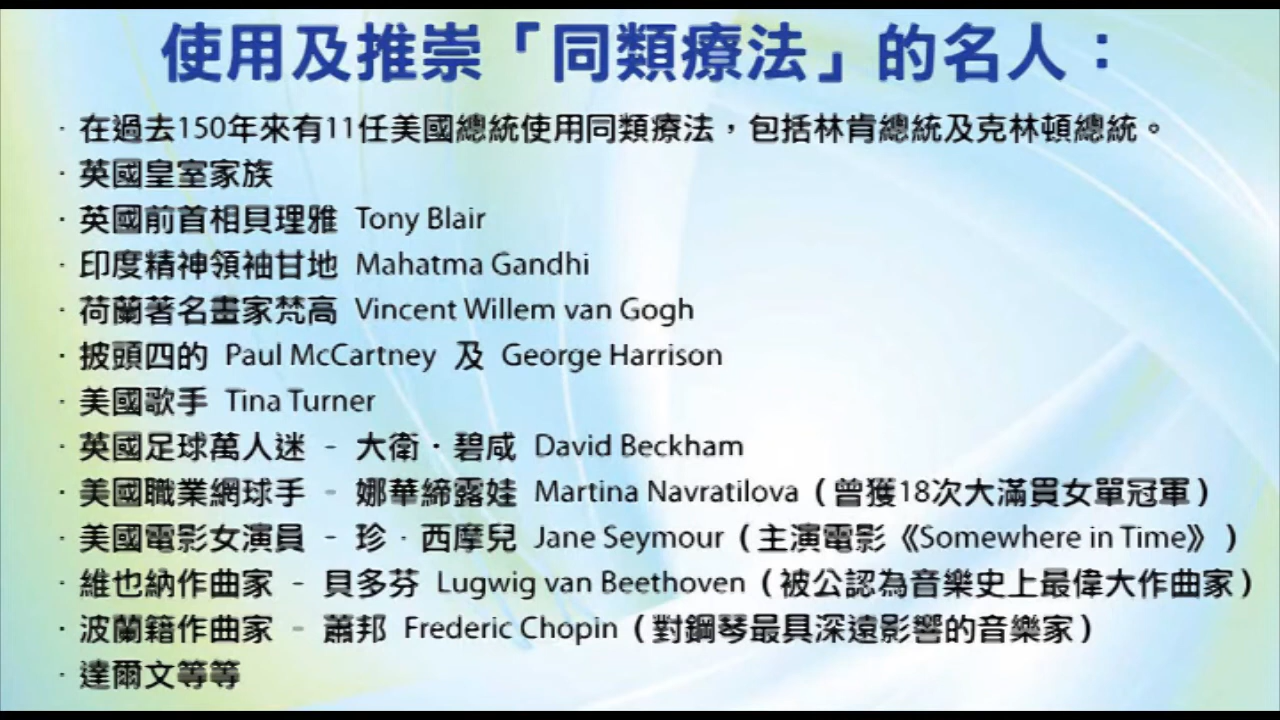 使用及推崇「同類療法」的名人：
· 在過去150年來有11任美國總統使用同類療法，包括林肯總統及克林頓總統。
· 英國皇室家族
· 英國前首相貝理雅 Tony Blair
· 印度精神領袖甘地 Mahatma Gandhi
· 荷蘭著名畫家梵高 Vincent Willem van Gogh
· 披頭四的 Paul McCartney 及 George Harrison
· 美國歌手 Tina Turner
· 英國足球萬人迷 - 大衛・碧咸 David Beckham
· 美國職業網球手 - 娜華締露娃 Martina Navratilova（曾獲18次大滿貫女單冠軍）
· 美國電影女演員 - 珍·西摩兒 Jane Seymour（主演電影《Somewhere in Time》）
· 維也納作曲家 - 貝多芬 Lugwig van Beethoven（被公認為音樂史上最偉大作曲家）
· 波蘭籍作曲家 - 蕭邦 Frederic Chopin（對鋼琴最具深遠影響的音樂家）
· 達爾文等等